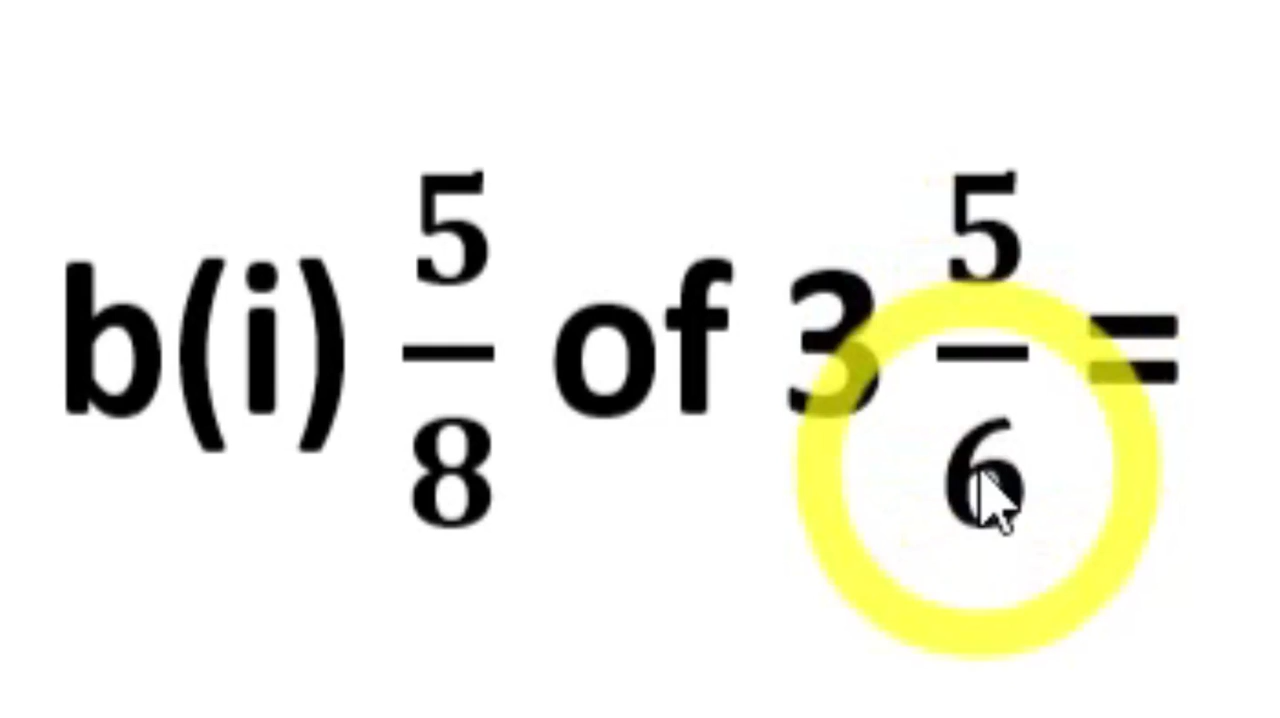 b(i) 5/8 of 3 5/6 =